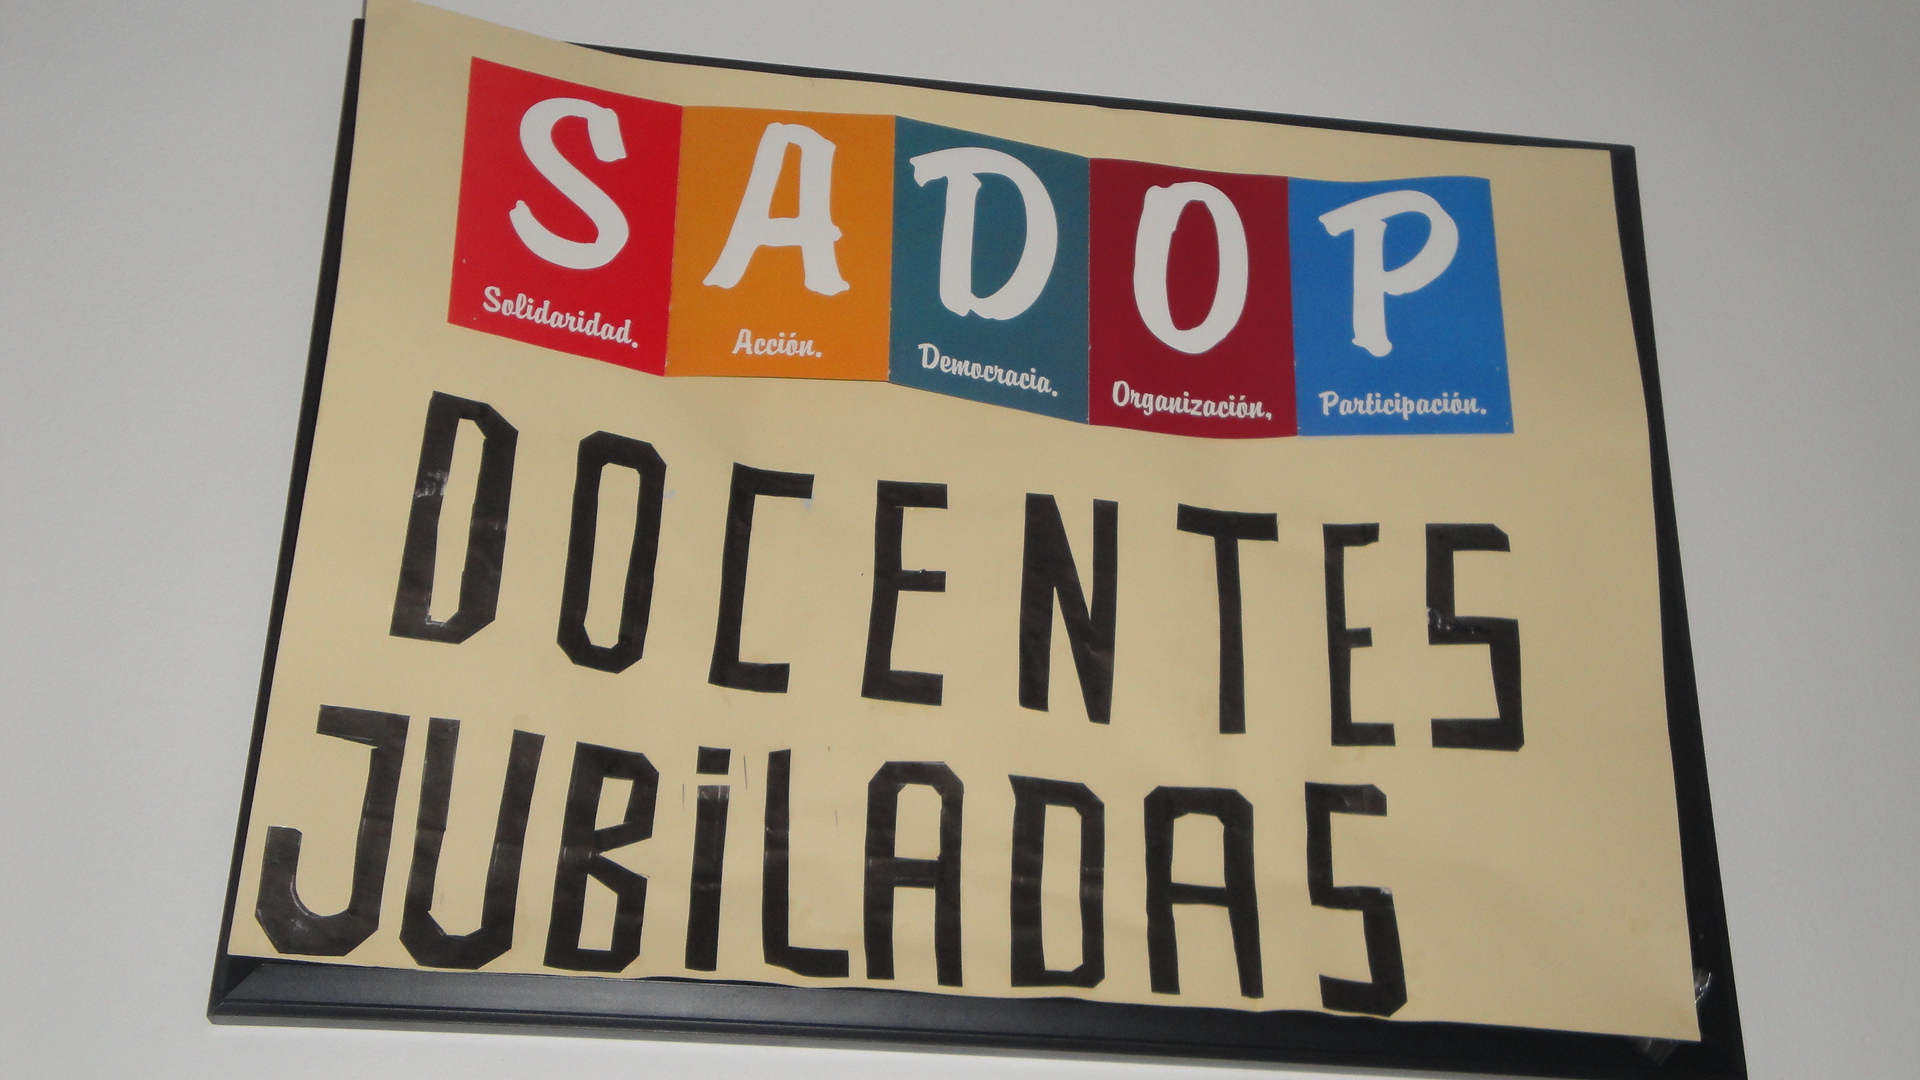 SADOP
Solidaridad. Acción. Democracia. Organización, Participación.
DOCENTES
JUBiLADAS